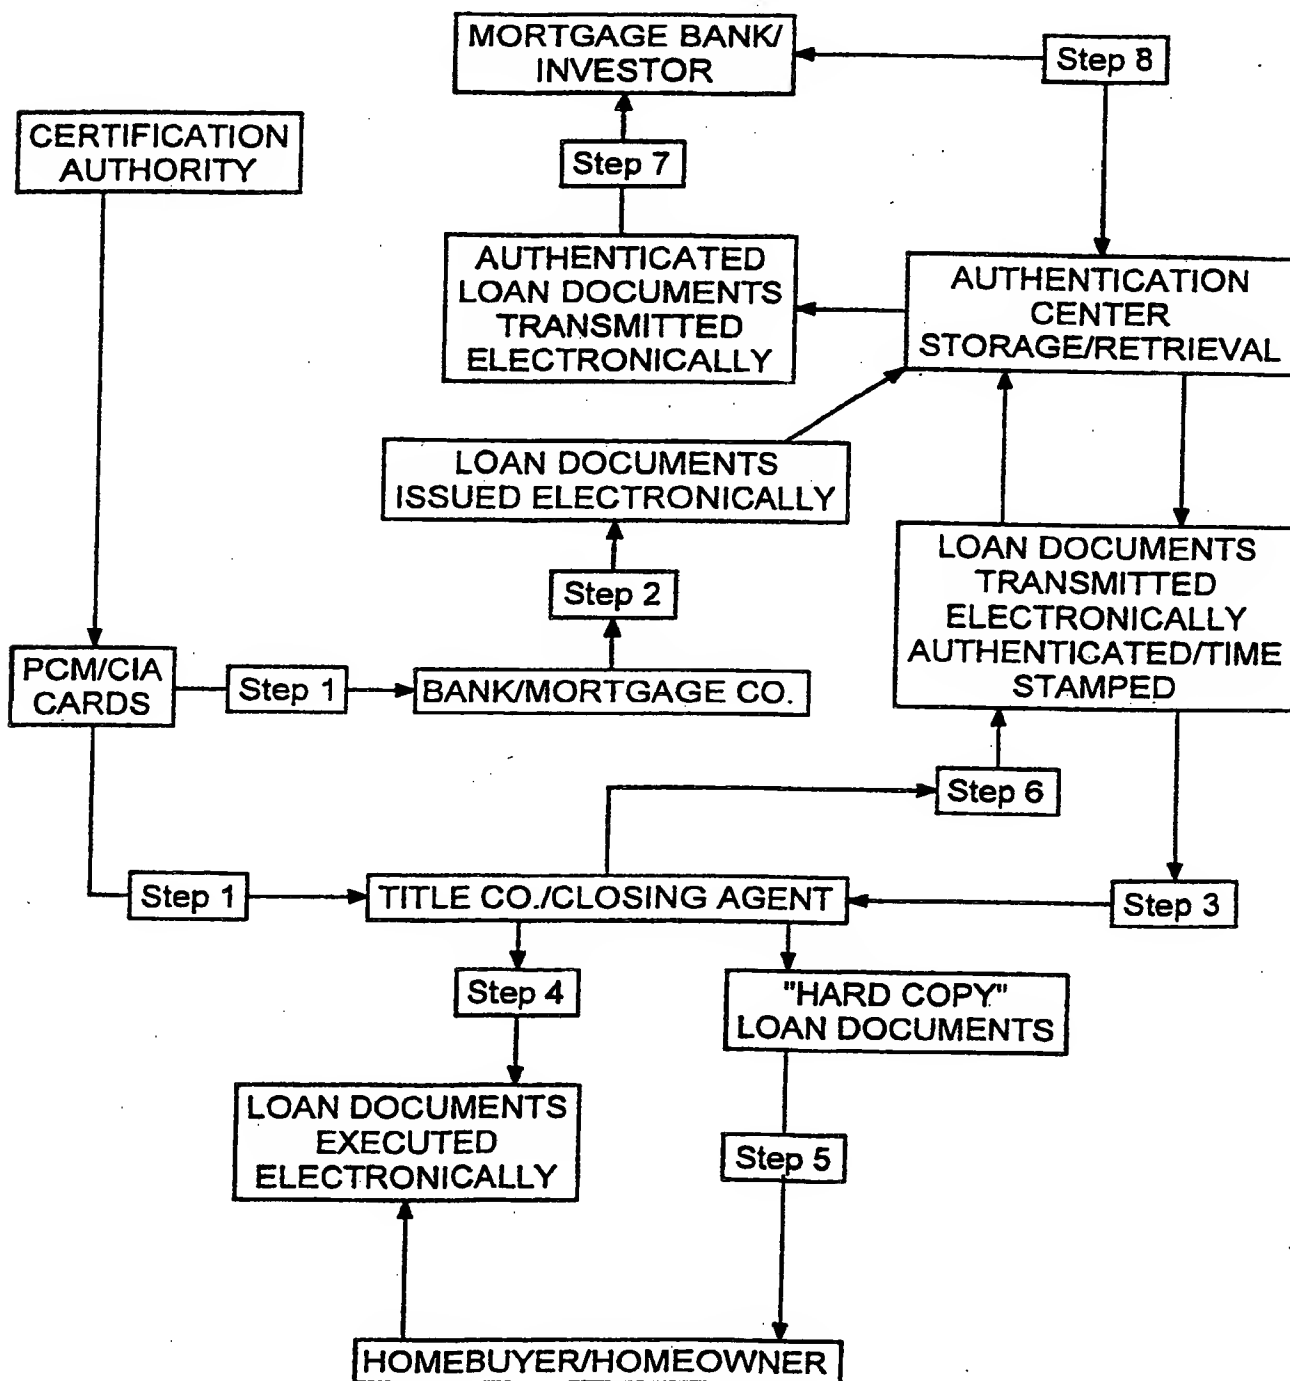 MORTGAGE BANK/
INVESTOR
Step 8
CERTIFICATION
AUTHORITY
Step 7
AUTHENTICATED
LOAN DOCUMENTS
TRANSMITTED
ELECTRONICALLY
AUTHENTICATION
CENTER
STORAGE/RETRIEVAL
LOAN DOCUMENTS
ISSUED ELECTRONICALLY
LOAN DOCUMENTS
TRANSMITTED
ELECTRONICALLY
AUTHENTICATED/TIME
STAMPED
Step 2
PCM/CIA
CARDS
Step 1
BANK/MORTGAGE CO.
Step 6
Step 1
TITLE CO./CLOSING AGENT
Step 3
Step 4
"HARD COPY"
LOAN DOCUMENTS
LOAN DOCUMENTS
EXECUTED
ELECTRONICALLY
Step 5
HOMEBUYER/HOMEOWNER